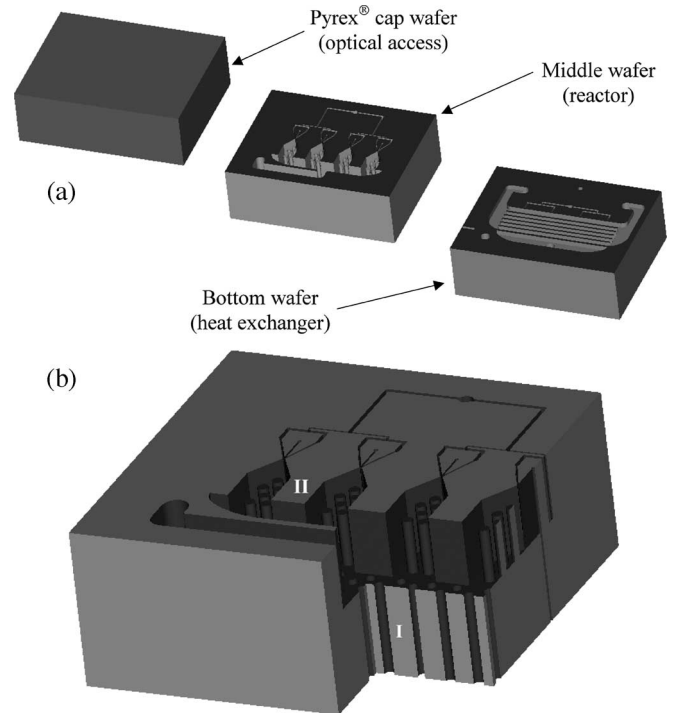 Pyrex® cap wafer
(optical access)
Middle wafer
(reactor)
(a)
Bottom wafer
(heat exchanger)
(b)
II
I